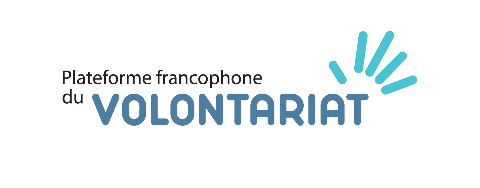 Plateforme francophone
du VOLONTARIAT